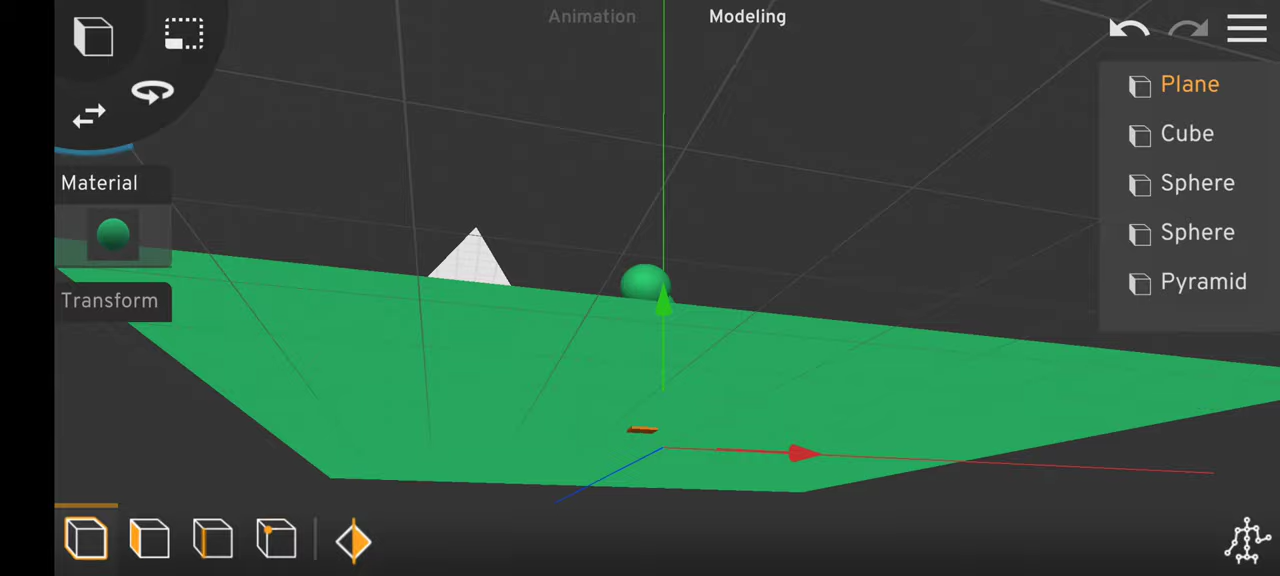 Animation
Modeling
Plane
Cube
Sphere
Sphere
Pyramid
Material
Transform